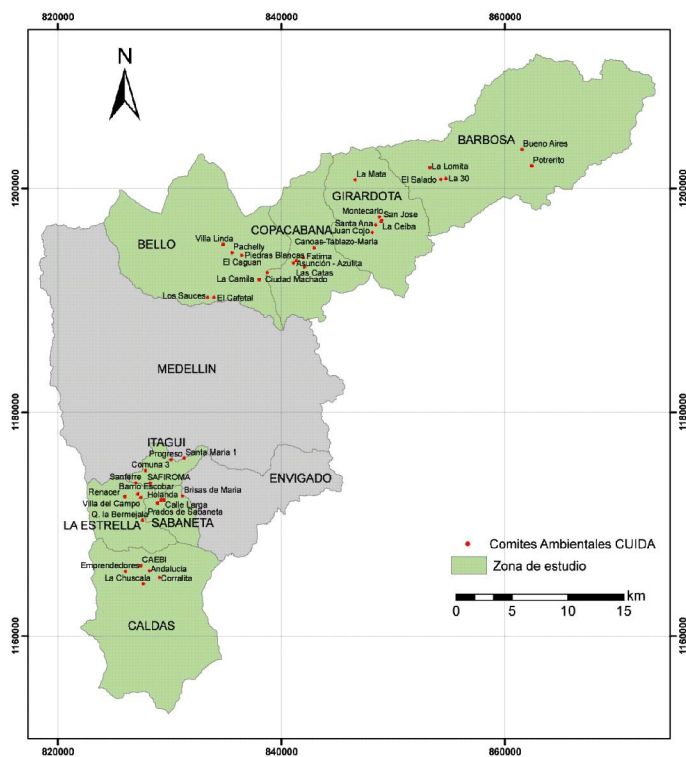 820000
840000
860000
N
1200000
1180000
1160000
1200000
1180000
1160000
BARBOSA
Bueno Aires
La Lomita
Potrerito
El Salado
La 30
La Mata
GIRARDOTA
Montecarlo
San Jose
Santa Ana
La Ceiba
Juan Cojo
COPACABANA
Canoas-Tablazo-Maria
BELLO
Villa Linda
Pachelly
Piedras Blancas
Fatima
El Caguan
Asunción - Azulita
Las Catas
La Camila
Ciudad Machado
Los Sauces
El Cafetal
MEDELLIN
ITAGUI
Progreso
Santa Maria 1
Comuna 3
ENVIGADO
SAFIROMA
Barrio Escobar
Renacer
Holanda
Brisas de Maria
Villa del Campo
Calle Larga
Q. la Bermejala
Prados de Sabaneta
LA ESTRELLA
SABANETA
CAEBI
Emprendedores
Andalucia
La Chuscala
Corralita
CALDAS
Comites Ambientales CUIDA
Zona de estudio
km
0 5 10 15
820000
840000
860000